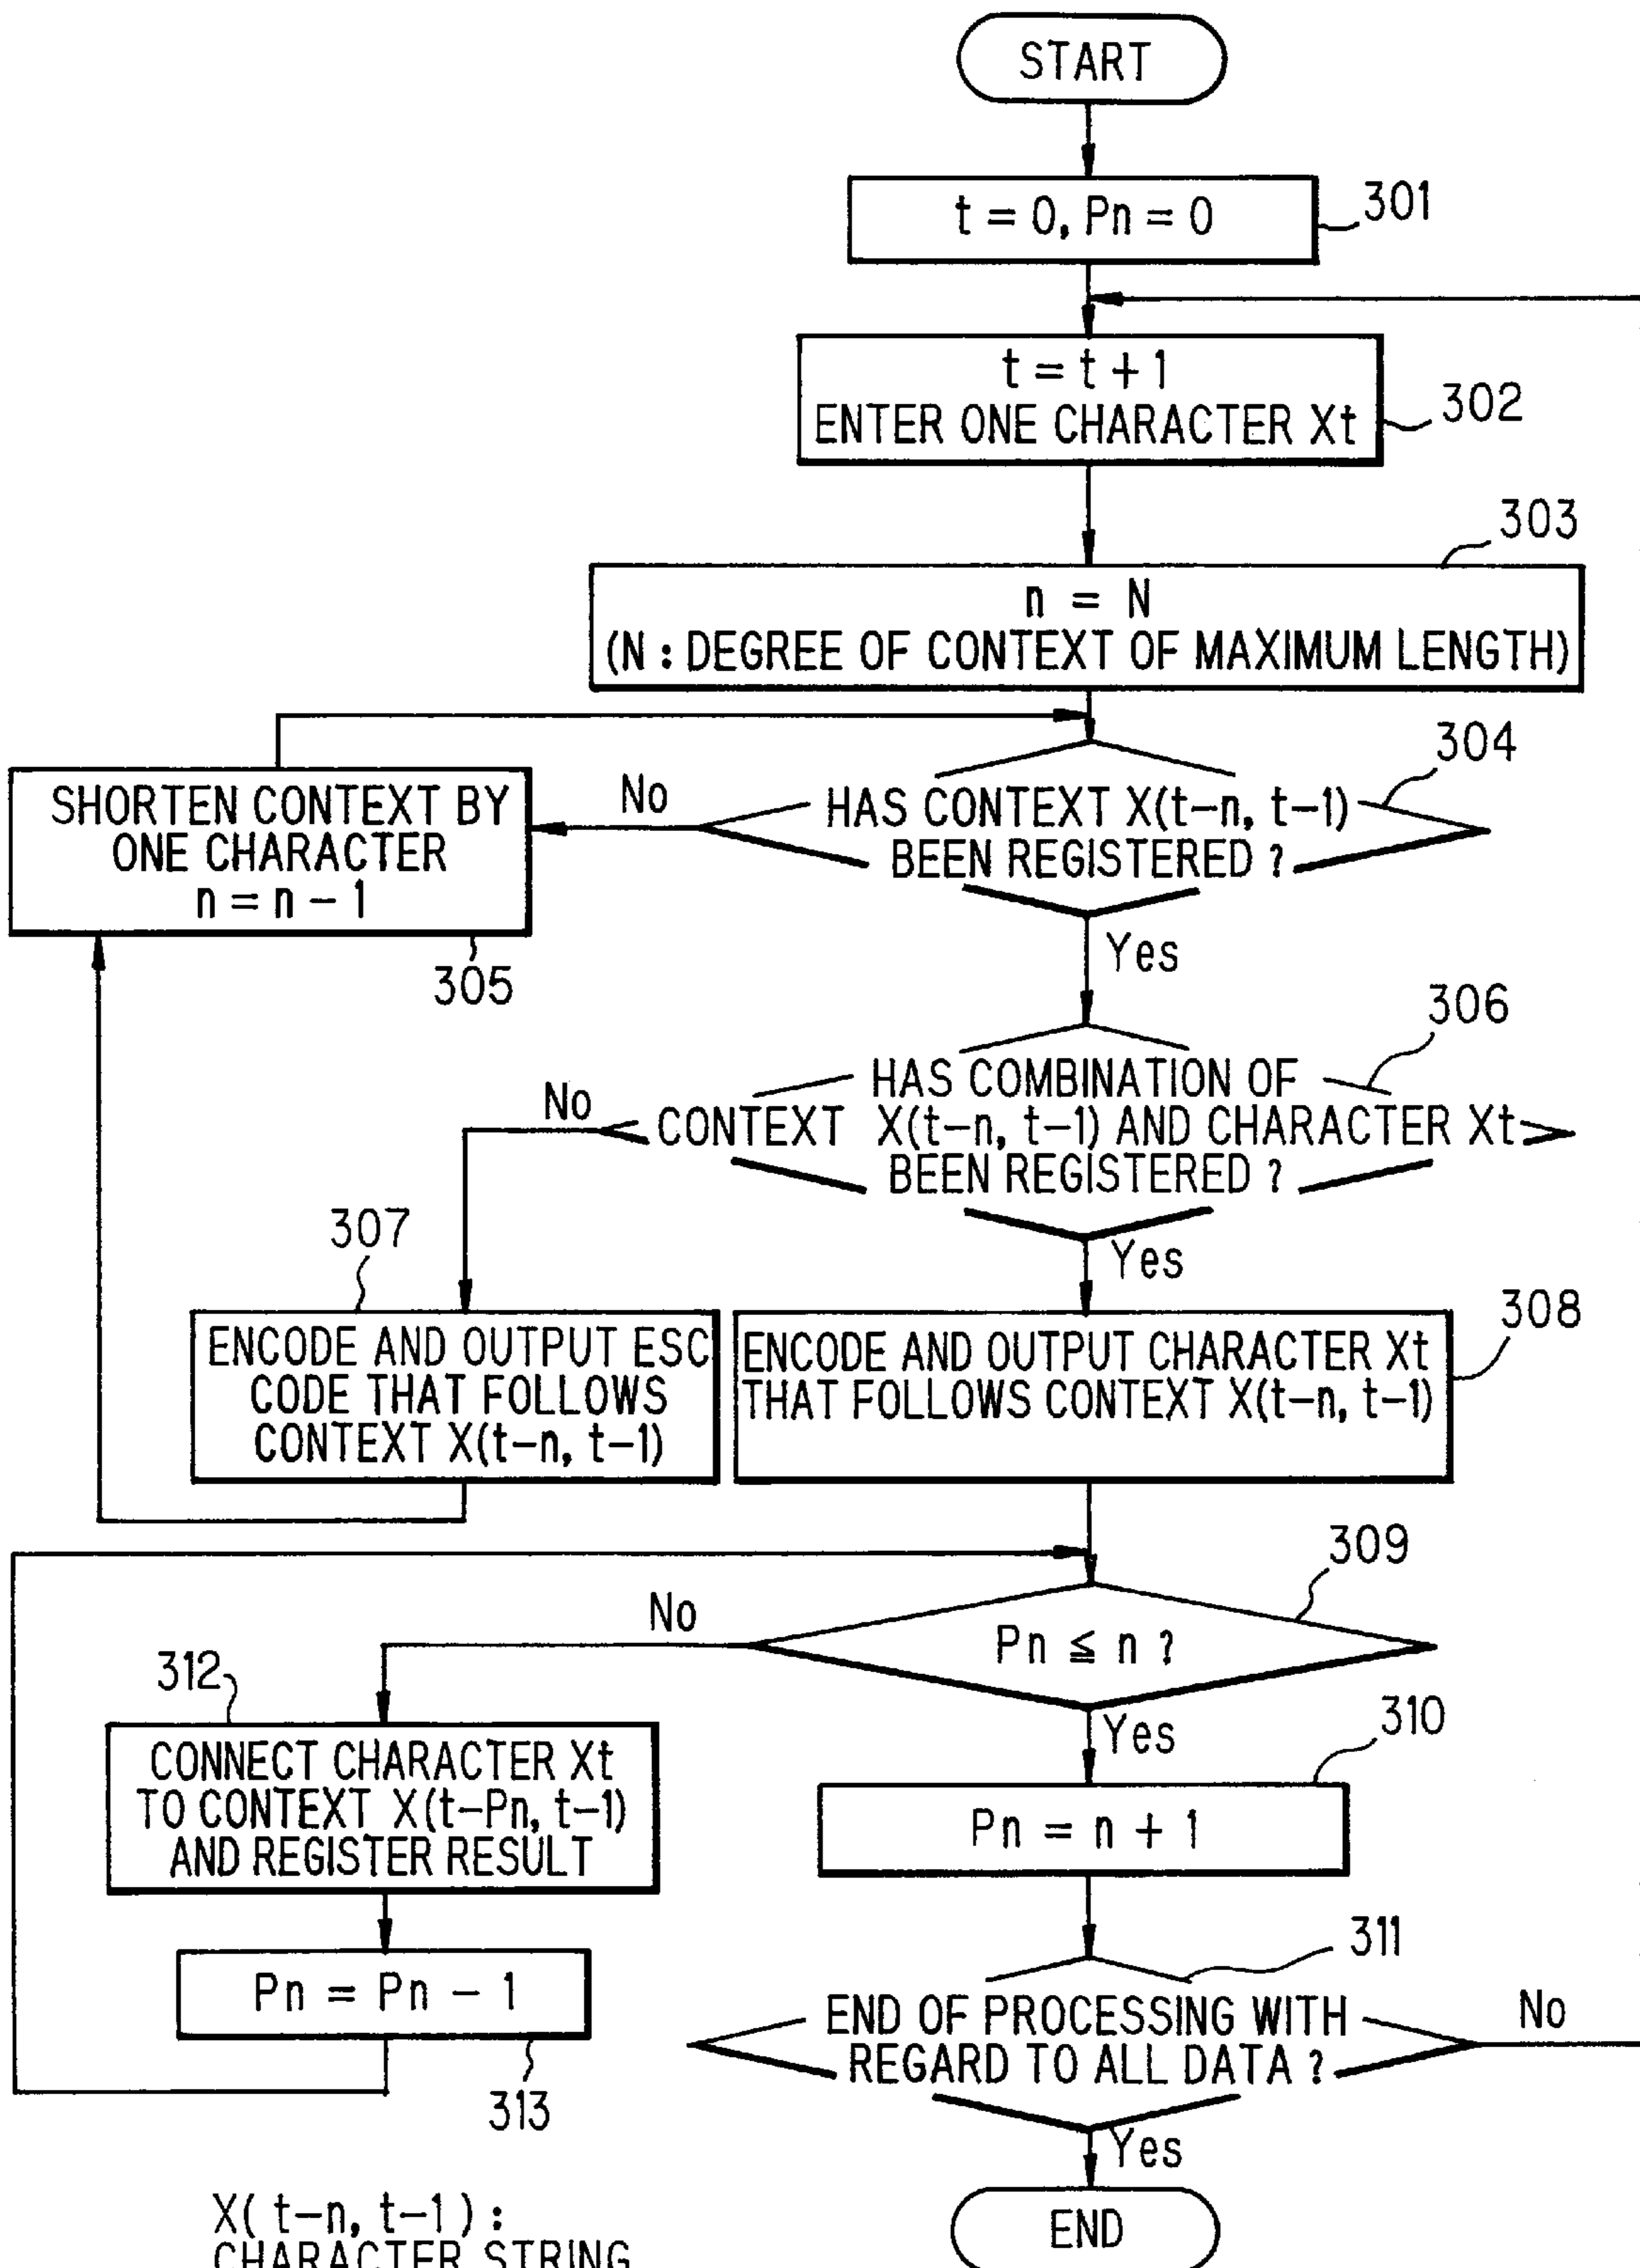 START
t = 0, Pn = 0
301
t = t + 1
ENTER ONE CHARACTER Xt
302
303
n = N
(N : DEGREE OF CONTEXT OF MAXIMUM LENGTH)
304
HAS CONTEXT X(t-n, t-1)
BEEN REGISTERED ?
No
Yes
SHORTEN CONTEXT BY
ONE CHARACTER
n = n - 1
305
306
HAS COMBINATION OF
CONTEXT X(t-n, t-1) AND CHARACTER Xt
BEEN REGISTERED ?
No
Yes
307
ENCODE AND OUTPUT ESC
CODE THAT FOLLOWS
CONTEXT X(t-n, t-1)
308
ENCODE AND OUTPUT CHARACTER Xt
THAT FOLLOWS CONTEXT X(t-n, t-1)
309
Pn ≦ n ?
No
Yes
312
CONNECT CHARACTER Xt
TO CONTEXT X(t-Pn, t-1)
AND REGISTER RESULT
310
Pn = n + 1
Pn = Pn - 1
313
311
END OF PROCESSING WITH
REGARD TO ALL DATA ?
No
Yes
END
X( t-n, t-1 ) :
CHARACTER STRING